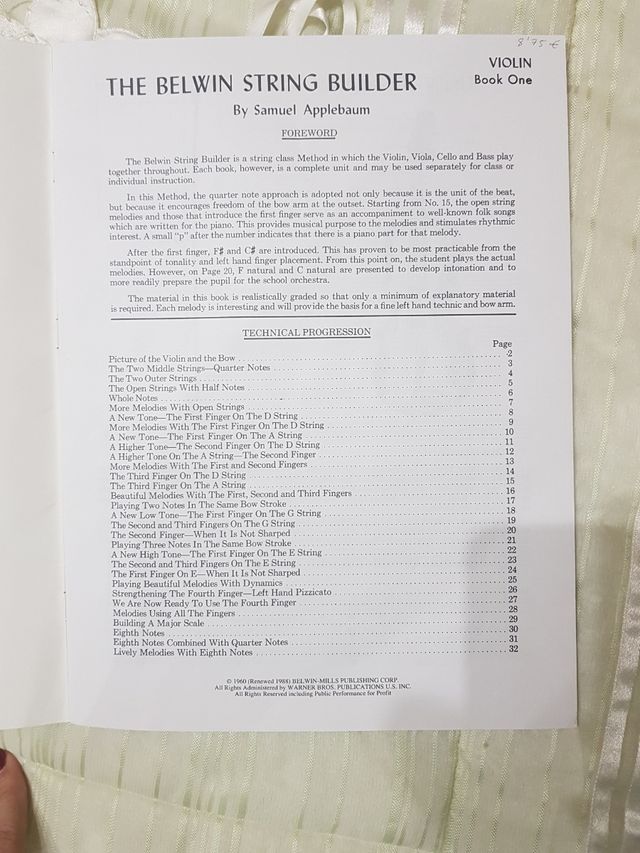 8'75 €
VIOLIN
Book One
THE BELWIN STRING BUILDER
By Samuel Applebaum
FOREWORD
The Belwin String Builder is a string class Method in which the Violin, Viola, Cello and Bass play
together throughout. Each book, however, is a complete unit and may be used separately for class or
individual instruction.
In this Method, the quarter note approach is adopted not only because it is the unit of the beat,
but because it encourages freedom of the bow arm at the outset. Starting from No. 15, the open string
melodies and those that introduce the first finger serve as an accompaniment to well-known folk songs
which are written for the piano. This provides musical purpose to the melodies and stimulates rhythmic
interest. A small "p" after the number indicates that there is a piano part for that melody.
After the first finger, F♯ and C♯ are introduced. This has proven to be most practicable from the
standpoint of tonality and left hand finger placement. From this point on, the student plays the actual
melodies. However, on Page 20, F natural and C natural are presented to develop intonation and to
more readily prepare the pupil for the school orchestra.
The material in this book is realistically graded so that only a minimum of explanatory material
is required. Each melody is interesting and will provide the basis for a fine left hand technic and bow arm.
TECHNICAL PROGRESSION
Page
Picture of the Violin and the Bow 2
The Two Middle Strings—Quarter Notes 3
The Two Outer Strings 4
The Open Strings With Half Notes 5
Whole Notes 6
More Melodies With Open Strings 7
A New Tone—The First Finger On The D String 8
More Melodies With The First Finger On The D String 9
A New Tone—The First Finger On The A String 10
A Higher Tone—The Second Finger On The D String 11
A Higher Tone On The A String—The Second Finger 12
More Melodies With The First and Second Fingers 13
The Third Finger On The D String 14
The Third Finger On The A String 15
Beautiful Melodies With The First, Second and Third Fingers 16
Playing Two Notes In The Same Bow Stroke 17
A New Low Tone—The First Finger On The G String 18
The Second and Third Fingers On The G String 19
The Second Finger—When It Is Not Sharped 20
Playing Three Notes In The Same Bow Stroke 21
A New High Tone—The First Finger On The E String 22
The Second and Third Fingers On The E String 23
The First Finger On E—When It Is Not Sharped 24
Playing Beautiful Melodies With Dynamics 25
Strengthening The Fourth Finger—Left Hand Pizzicato 26
We Are Now Ready To Use The Fourth Finger 27
Melodies Using All The Fingers 28
Building A Major Scale 29
Eighth Notes 30
Eighth Notes Combined With Quarter Notes 31
Lively Melodies With Eighth Notes 32
© 1960 (Renewed 1988) BELWIN-MILLS PUBLISHING CORP.
All Rights Administered by WARNER BROS. PUBLICATIONS U.S. INC.
All Rights Reserved including Public Performance for Profit